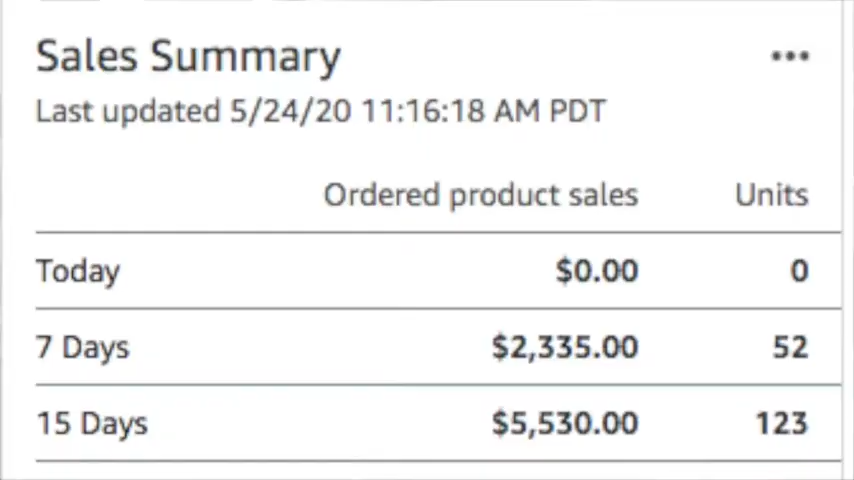 Sales Summary
Last updated 5/24/20 11:16:18 AM PDT
Ordered product sales Units
Today $0.00 0
7 Days $2,335.00 52
15 Days $5,530.00 123